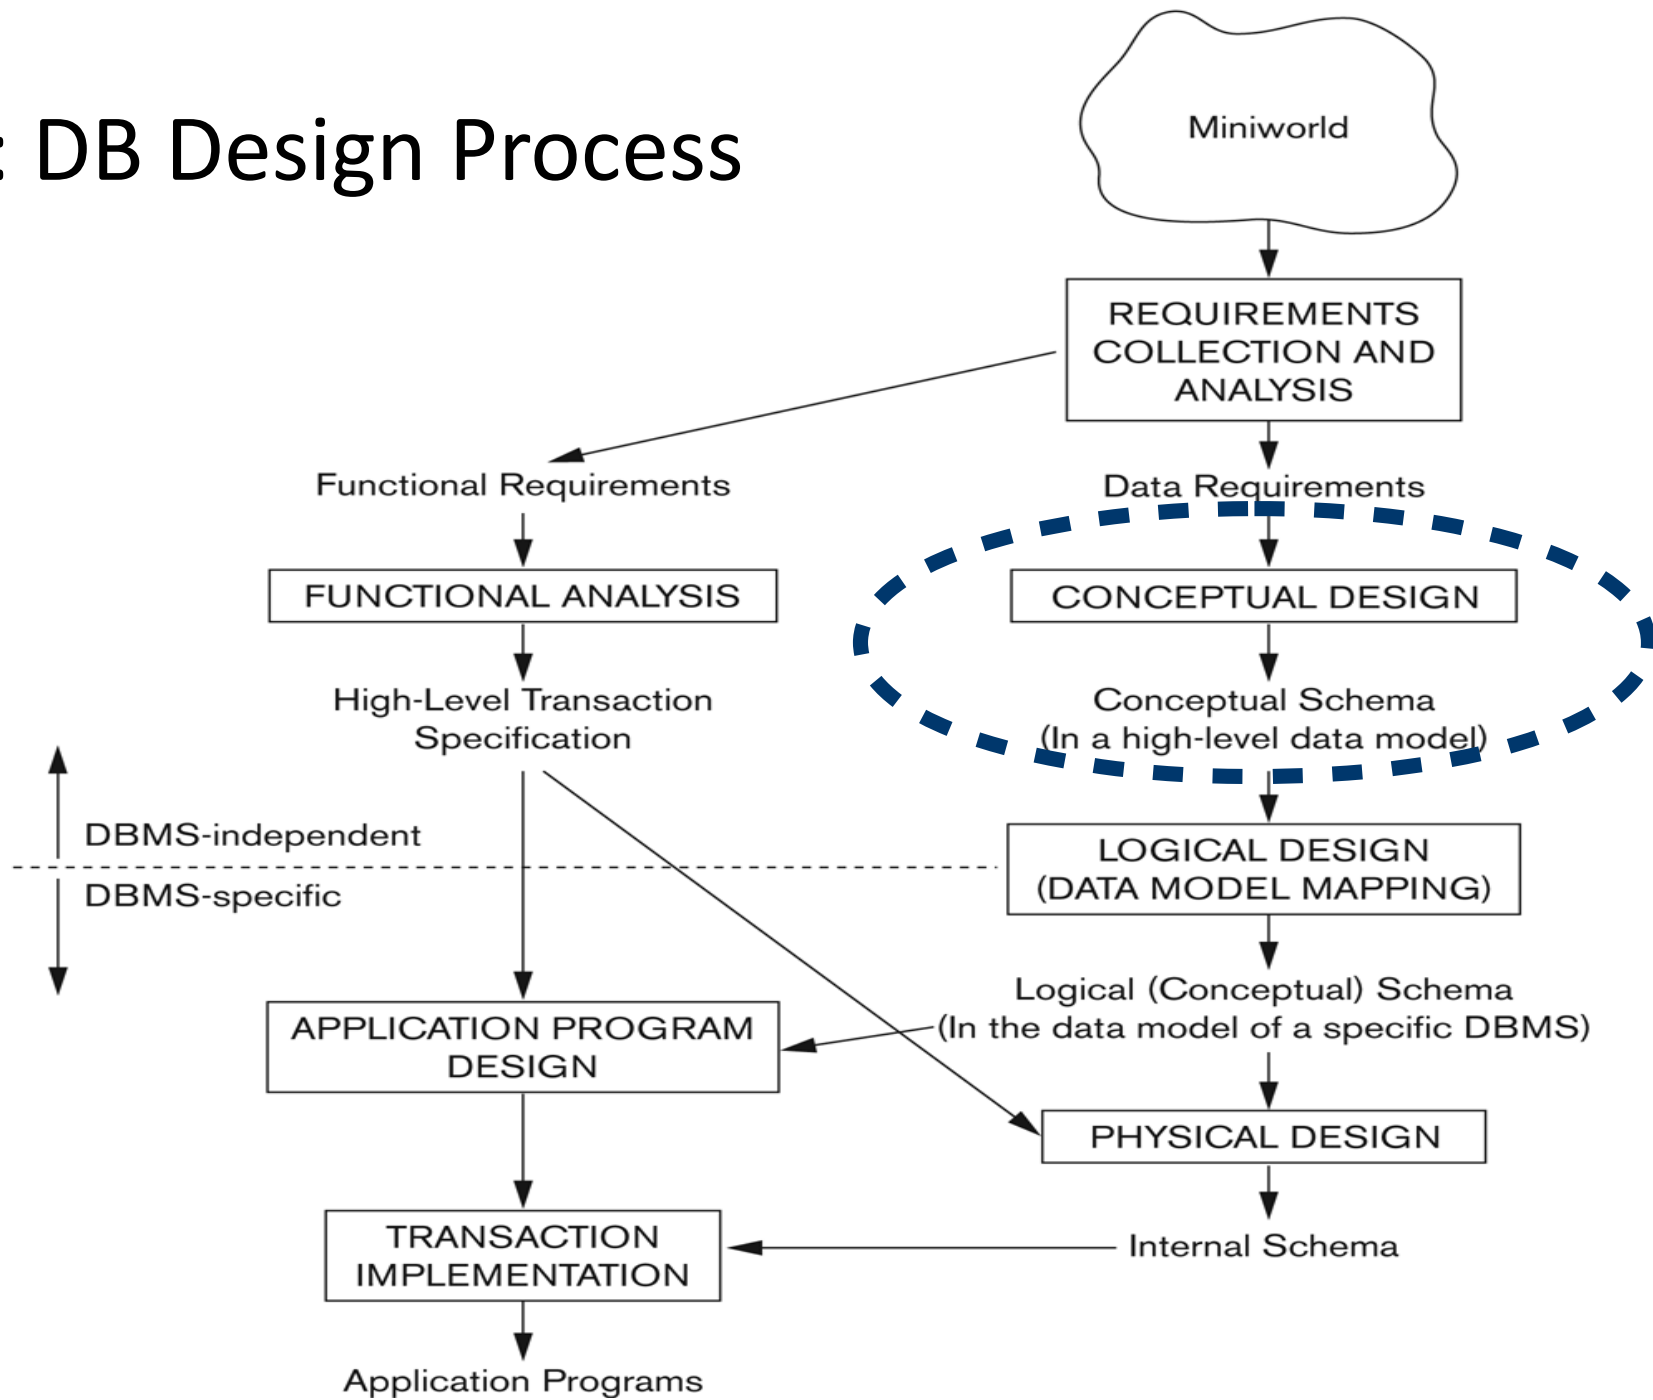 : DB Design Process
Miniworld
REQUIREMENTS
COLLECTION AND
ANALYSIS
Functional Requirements
Data Requirements
FUNCTIONAL ANALYSIS
CONCEPTUAL DESIGN
High-Level Transaction
Specification
Conceptual Schema
(In a high-level data model)
DBMS-independent
DBMS-specific
LOGICAL DESIGN
(DATA MODEL MAPPING)
Logical (Conceptual) Schema
(In the data model of a specific DBMS)
APPLICATION PROGRAM
DESIGN
PHYSICAL DESIGN
TRANSACTION
IMPLEMENTATION
Internal Schema
Application Programs